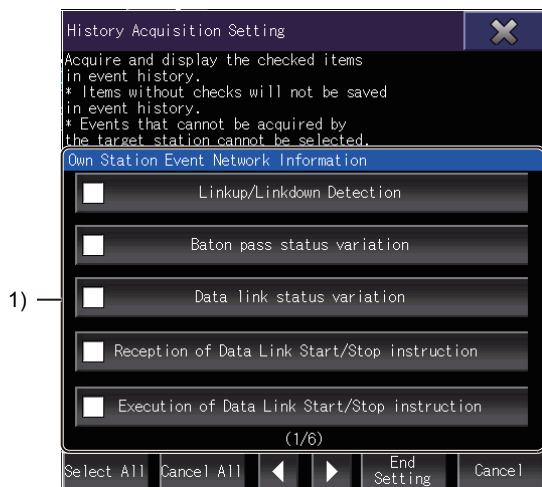 History Acquisition Setting
Acquire and display the checked items
in event history.
* Items without checks will not be saved
in event history.
* Events that cannot be acquired by
the target station cannot be selected.
Own Station Event Network Information
Linkup/Linkdown Detection
Baton pass status variation
1)
Data link status variation
Reception of Data Link Start/Stop instruction
Execution of Data Link Start/Stop instruction
(1/6)
Select All Cancel All End Setting Cancel